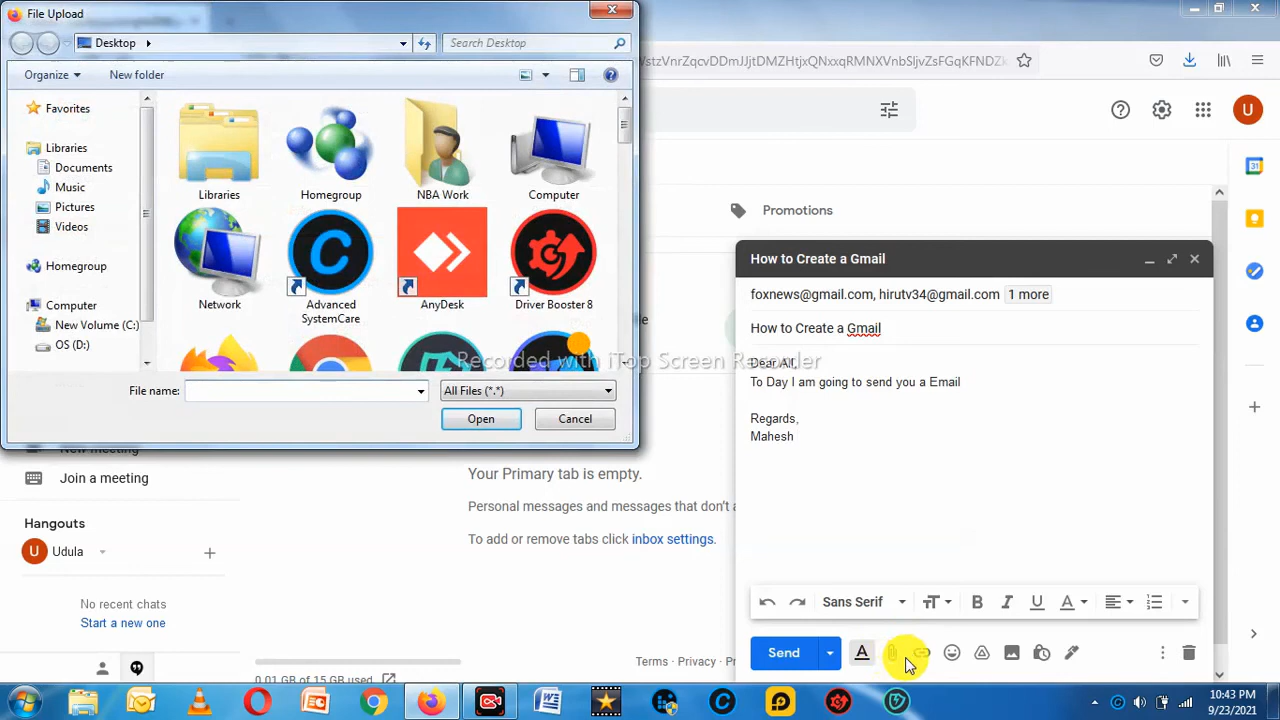 File Upload
Desktop
Search Desktop
Organize
New folder
Favorites
Libraries
Documents
Music
Pictures
Videos
Homegroup
Computer
New Volume (C:)
OS (D:)
Libraries
Homegroup
NBA Work
Computer
Network
Advanced SystemCare
AnyDesk
Driver Booster 8
File name:
All Files (*.*)
Open
Cancel
Recorded with iTop Screen Recorder
U
31
Promotions
How to Create a Gmail
foxnews@gmail.com, hirutv34@gmail.com 1 more
How to Create a Gmail
Dear All,
To Day I am going to send you a Email
Regards,
Mahesh
Sans Serif
Send
New meeting
Join a meeting
Hangouts
U Udula
No recent chats
Start a new one
Your Primary tab is empty.
Personal messages and messages that don't a
To add or remove tabs click inbox settings.
Terms · Privacy ·
0.01 GB of 15 GB used
10:43 PM
9/23/2021